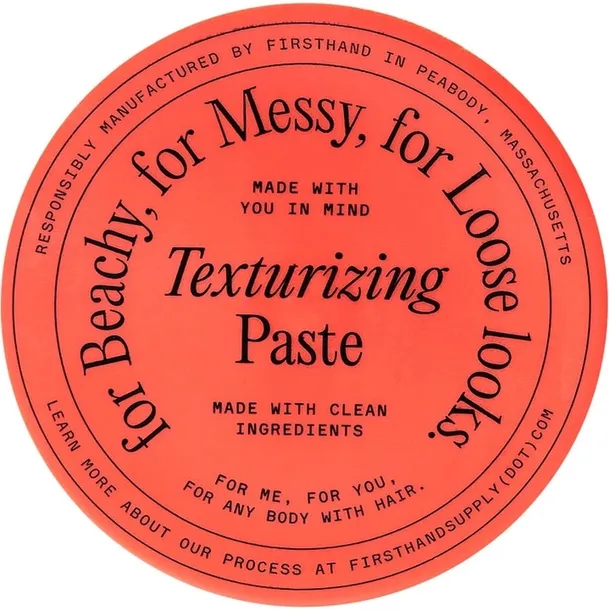 RESPONSIBLY MANUFACTURED BY FIRSTHAND IN PEABODY, MASSACHUSETTS
for Beachy, for Messy, for Loose looks.
MADE WITH
YOU IN MIND
Texturizing
Paste
MADE WITH CLEAN
INGREDIENTS
FOR ME, FOR YOU,
FOR ANY BODY WITH HAIR.
LEARN MORE ABOUT OUR PROCESS AT FIRSTHANDSUPPLY(DOT)COM